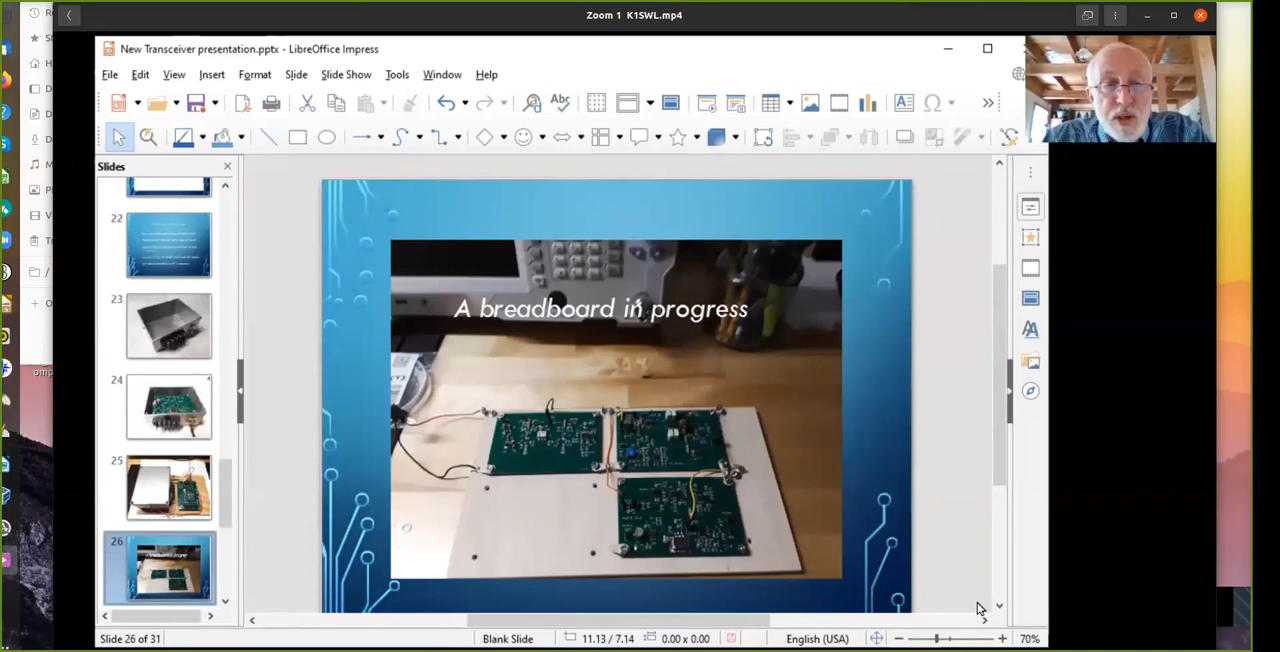 Zoom 1 K1SWL.mp4
New Transceiver presentation.pptx - LibreOffice Impress
File Edit View Insert Format Slide Slide Show Tools Window Help
Abc
Slides
22
23
24
25
26
A breadboard in progress
Slide 26 of 31
Blank Slide
11.13 / 7.14
0.00 x 0.00
English (USA)
70%